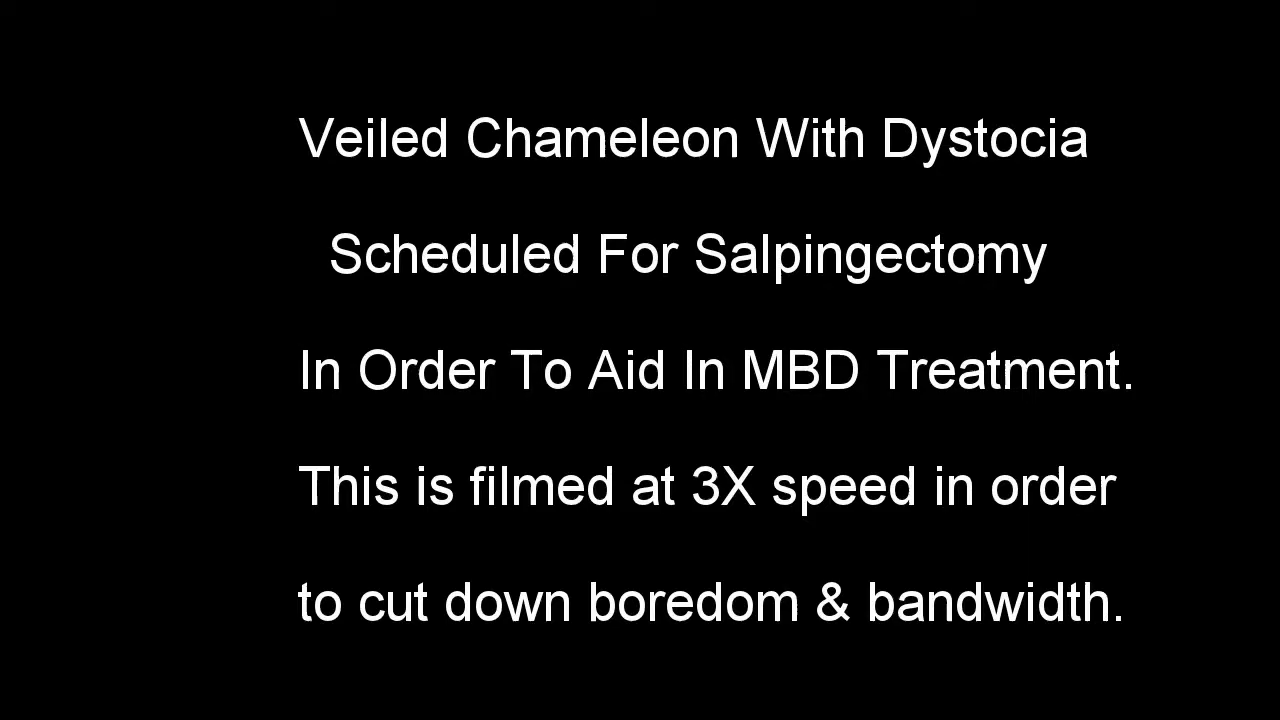 Veiled Chameleon With Dystocia
Scheduled For Salpingectomy
In Order To Aid In MBD Treatment.
This is filmed at 3X speed in order
to cut down boredom & bandwidth.